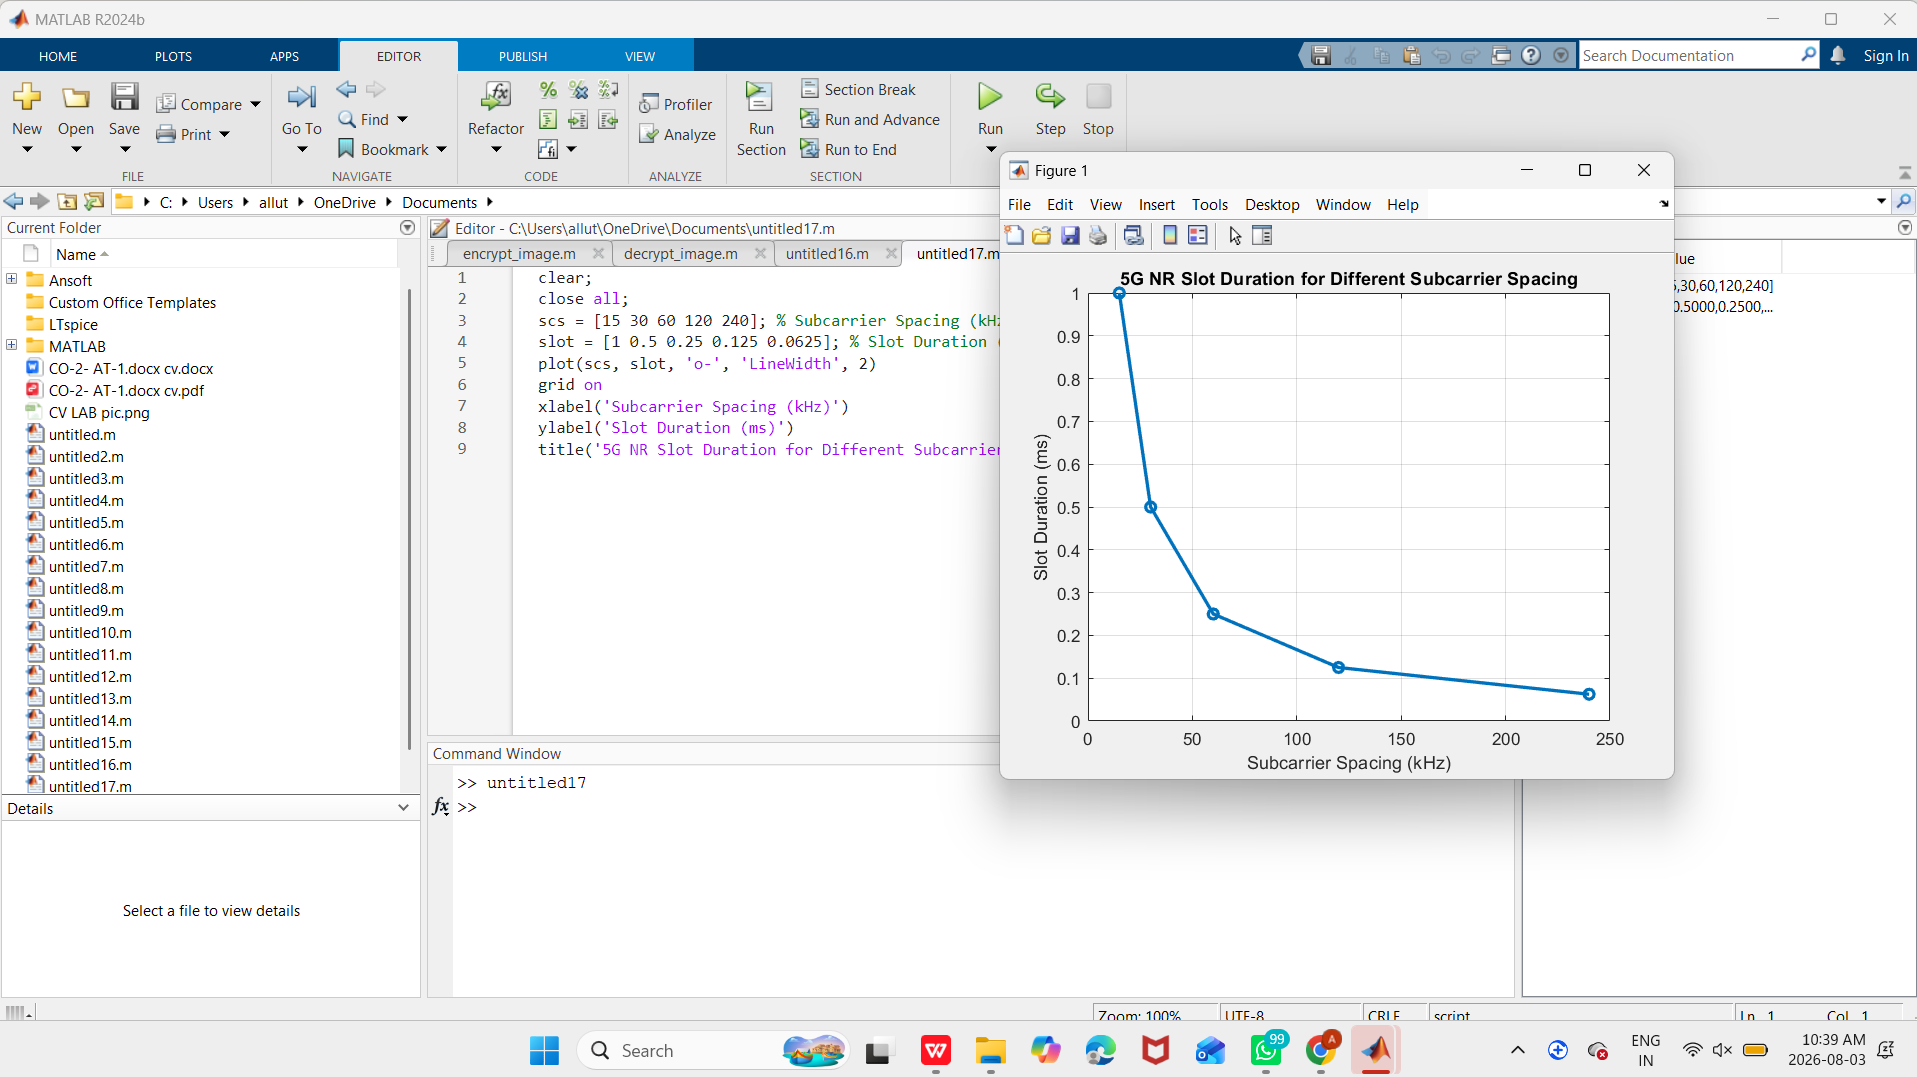 MATLAB R2024b
HOME PLOTS APPS EDITOR PUBLISH VIEW
Search Documentation
Sign In
New Open Save
Compare
Print
Go To
Find
Bookmark
Refactor
Profiler
Analyze
Run Section
Section Break
Run and Advance
Run to End
Run Step Stop
FILE NAVIGATE CODE ANALYZE SECTION
C: Users allut OneDrive Documents
Current Folder
Name
Ansoft
Custom Office Templates
LTspice
MATLAB
CO-2- AT-1.docx cv.docx
CO-2- AT-1.docx cv.pdf
CV LAB pic.png
untitled.m
untitled2.m
untitled3.m
untitled4.m
untitled5.m
untitled6.m
untitled7.m
untitled8.m
untitled9.m
untitled10.m
untitled11.m
untitled12.m
untitled13.m
untitled14.m
untitled15.m
untitled16.m
untitled17.m
Details
Select a file to view details
Editor - C:\Users\allut\OneDrive\Documents\untitled17.m
encrypt_image.m decrypt_image.m untitled16.m untitled17.m
1 clear;
2 close all;
3 scs = [15 30 60 120 240]; % Subcarrier Spacing (kHz
4 slot = [1 0.5 0.25 0.125 0.0625]; % Slot Duration (
5 plot(scs, slot, 'o-', 'LineWidth', 2)
6 grid on
7 xlabel('Subcarrier Spacing (kHz)')
8 ylabel('Slot Duration (ms)')
9 title('5G NR Slot Duration for Different Subcarrier
Command Window
>> untitled17
fx >>
Figure 1
File Edit View Insert Tools Desktop Window Help
5G NR Slot Duration for Different Subcarrier Spacing
1
0.9
0.8
0.7
0.6
0.5
0.4
0.3
0.2
0.1
0
Slot Duration (ms)
0 50 100 150 200 250
Subcarrier Spacing (kHz)
lue
,30,60,120,240]
0.5000,0.2500,...
Zoom: 100% UTF-8 CRLF script Ln 1 Col 1
Search
99
A
ENG
IN
10:39 AM
2026-08-03